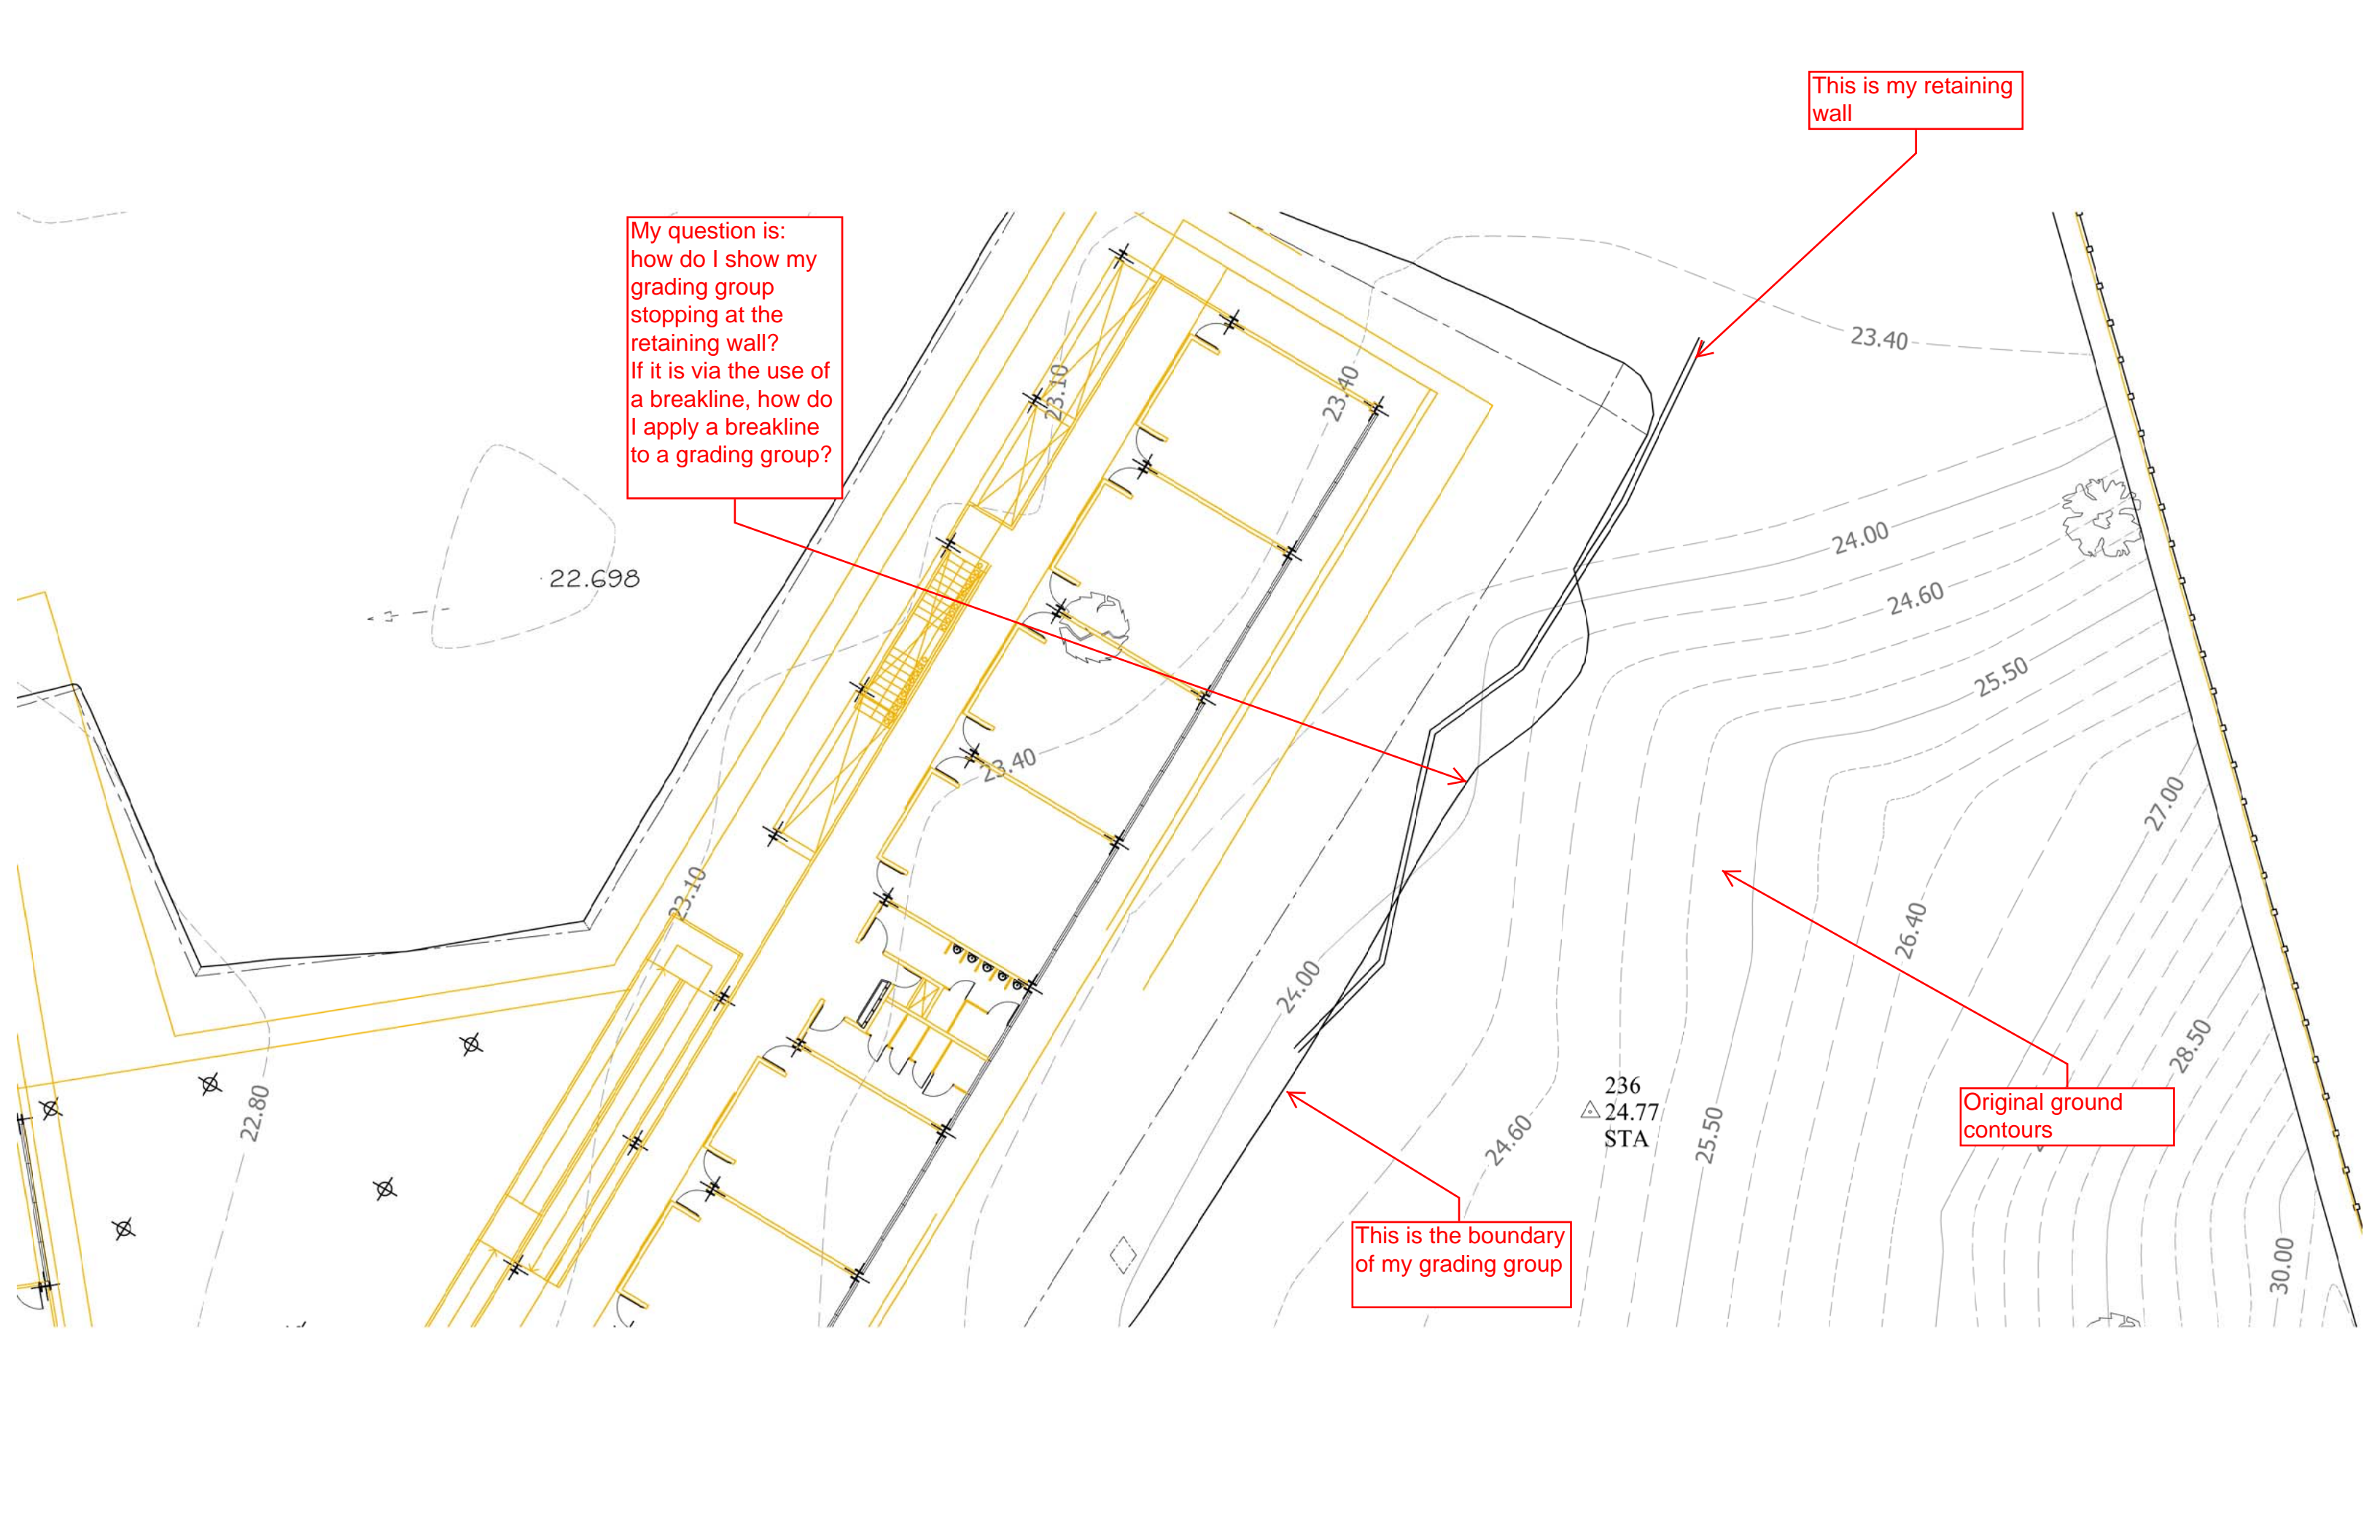 This is my retaining
wall
My question is:
how do I show my
grading group
stopping at the
retaining wall?
If it is via the use of
a breakline, how do
I apply a breakline
to a grading group?
23.40
23.10
23.40
24.00
22.698
24.60
25.50
23.40
27.00
23.10
26.40
24.00
28.50
236
24.77
STA
22.80
24.60
25.50
Original ground
contours
This is the boundary
of my grading group
30.00